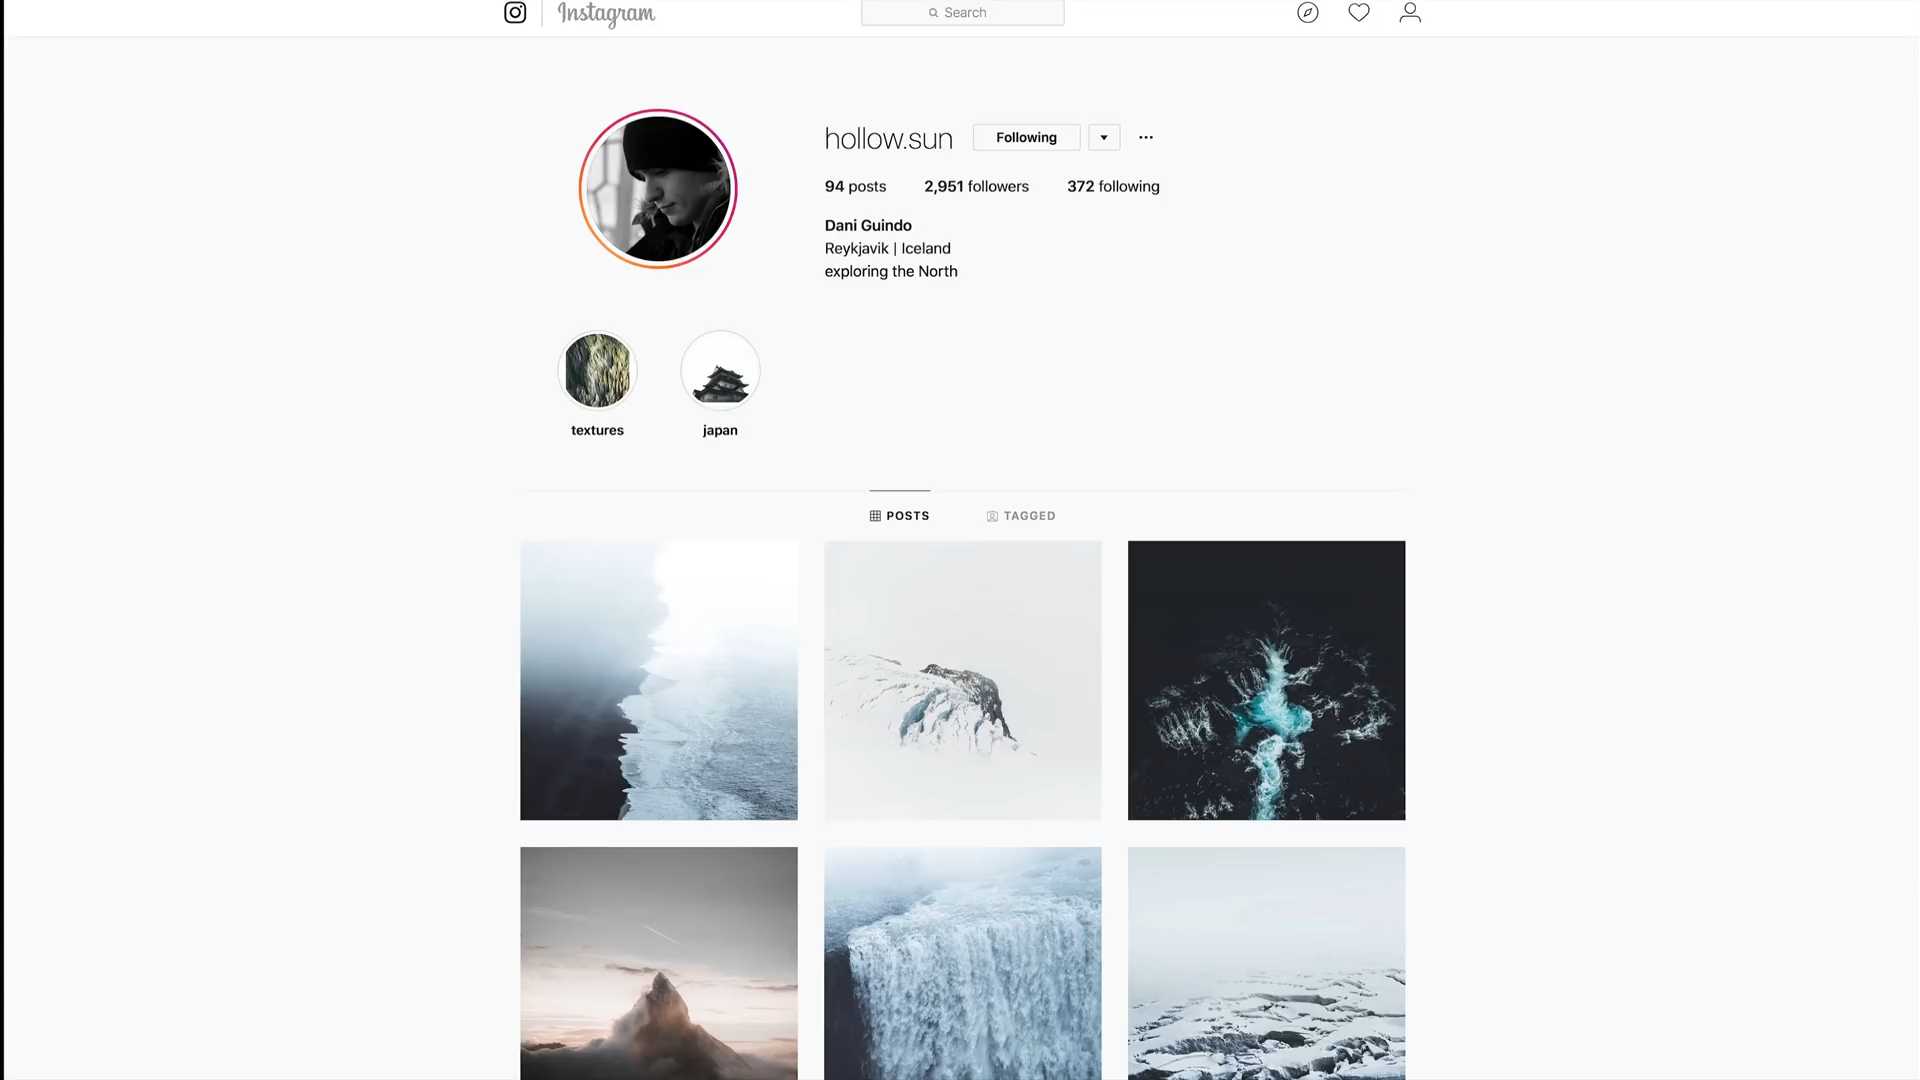 Instagram
Search
hollow.sun
Following
94 posts
2,951 followers
372 following
Dani Guindo
Reykjavik | Iceland
exploring the North
textures
japan
POSTS
TAGGED